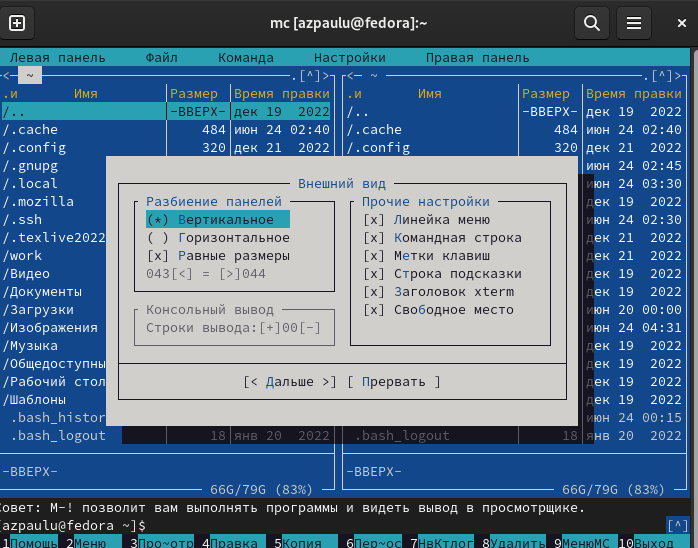 mc [azpaulu@fedora]:~
Левая панель Файл Команда Настройки Правая панель
<- ~ .[^]> <- ~ .[^]>
.и Имя Размер Время правки .и Имя Размер Время правки
/.. -ВВЕРХ- дек 19 2022 /.. -ВВЕРХ- дек 19 2022
/.cache 484 июн 24 02:40 /.cache 484 июн 24 02:40
/.config 320 дек 21 2022 /.config 320 дек 21 2022
/.gnupg июн 24 02:45
/.local июн 24 03:30
/.mozilla дек 19 2022
/.ssh июн 24 02:30
/.texlive2022 дек 21 2022
/work дек 21 2022
/Видео дек 19 2022
/Документы дек 19 2022
/Загрузки июн 20 00:00
/Изображения июн 24 04:31
/Музыка дек 19 2022
/Общедоступны дек 19 2022
/Рабочий стол дек 19 2022
/Шаблоны дек 19 2022
.bash_histor июн 24 00:15
.bash_logout 18 янв 20 2022 .bash_logout 18 янв 20 2022
Внешний вид
Разбиение панелей
(*) Вертикальное
( ) Горизонтальное
[x] Равные размеры
043[<] = [>]044
Консольный вывод
Строки вывода:[+]00[-]
Прочие настройки
[x] Линейка меню
[x] Командная строка
[x] Метки клавиш
[x] Строка подсказки
[x] Заголовок xterm
[x] Свободное место
[< Дальше >] [ Прервать ]
-ВВЕРХ- -ВВЕРХ-
66G/79G (83%) 66G/79G (83%)
Совет: M-! позволит вам выполнять программы и видеть вывод в просмотрщике.
[azpaulu@fedora ~]$ [^]
1Помощь 2Меню 3Про~отр 4Правка 5Копия 6Пер~ос 7НвКтлог 8Удалить 9МенюMC 10Выход